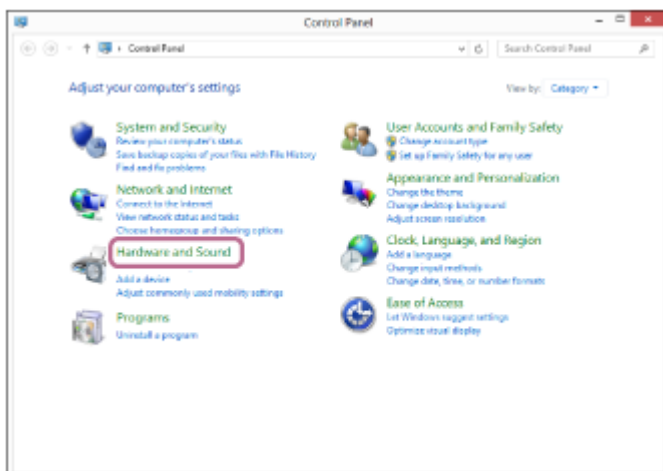 Control Panel
Control Panel
Search Control Panel
Adjust your computer's settings
View by: Category
System and Security
Review your computer's status
Save backup copies of your files with File History
Find and fix problems
Network and Internet
Connect to the Internet
View network status and tasks
Choose homegroup and sharing options
Hardware and Sound
Add a device
Adjust commonly used mobility settings
Programs
Uninstall a program
User Accounts and Family Safety
Change account type
Set up Family Safety for any user
Appearance and Personalization
Change the theme
Change desktop background
Adjust screen resolution
Clock, Language, and Region
Add a language
Change input methods
Change date, time, or number formats
Ease of Access
Let Windows suggest settings
Optimize visual display